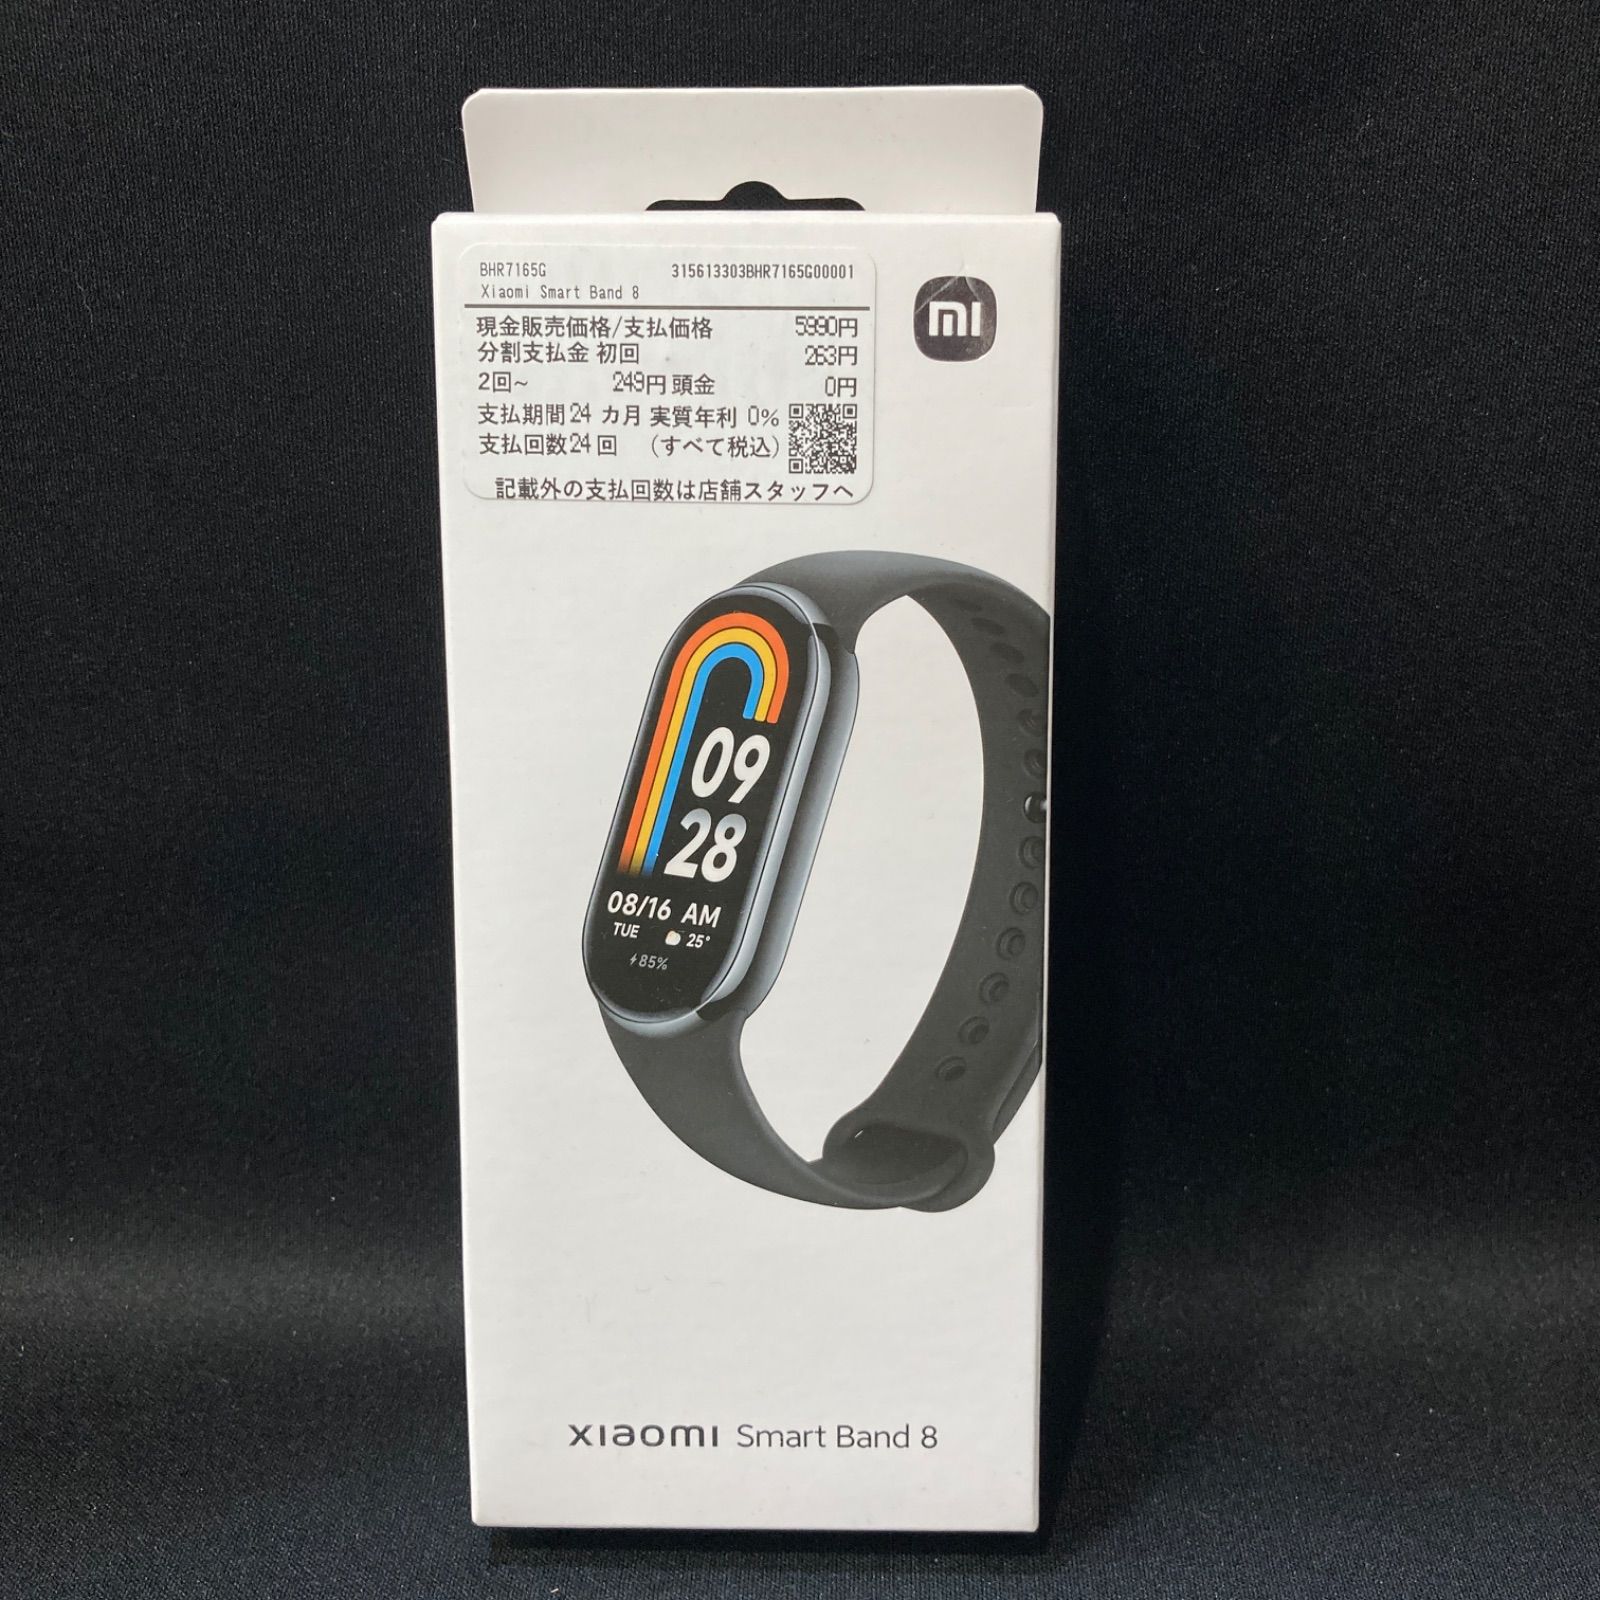 BHR7165G 315613303BHR7165G00001
Xiaomi Smart Band 8
現金販売価格/支払価格 5990円
分割支払金 初回 263円
2回~ 249円 頭金 0円
支払期間24 カ月 実質年利 0%
支払回数24回 (すべて税込)
記載外の支払回数は店舗スタッフへ
mi
09
28
08/16 AM
TUE 25°
85%
xiaomi Smart Band 8